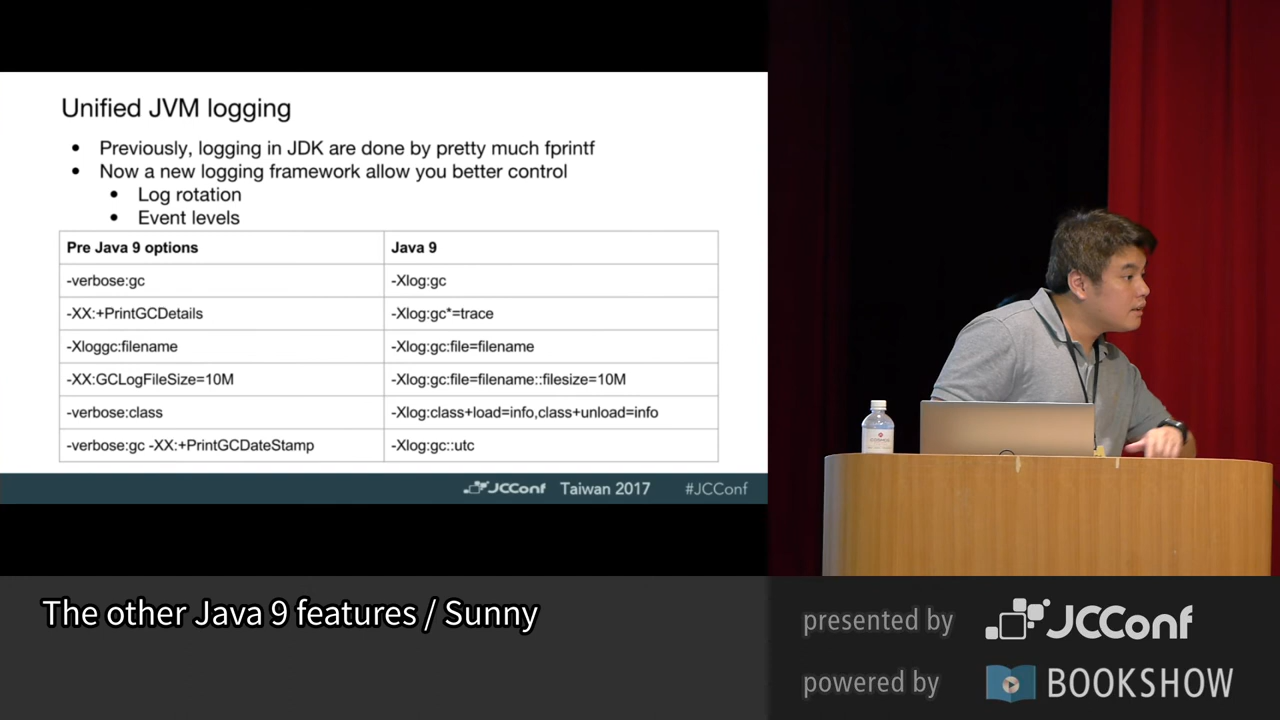 Unified JVM logging
• Previously, logging in JDK are done by pretty much fprintf
• Now a new logging framework allow you better control
• Log rotation
• Event levels
Pre Java 9 options Java 9
-verbose:gc -Xlog:gc
-XX:+PrintGCDetails -Xlog:gc*=trace
-Xloggc:filename -Xlog:gc:file=filename
-XX:GCLogFileSize=10M -Xlog:gc:file=filename::filesize=10M
-verbose:class -Xlog:class+load=info,class+unload=info
-verbose:gc -XX:+PrintGCDateStamp -Xlog:gc::utc
JCConf Taiwan 2017 #JCConf
The other Java 9 features / Sunny
presented by JCConf
powered by BOOKSHOW